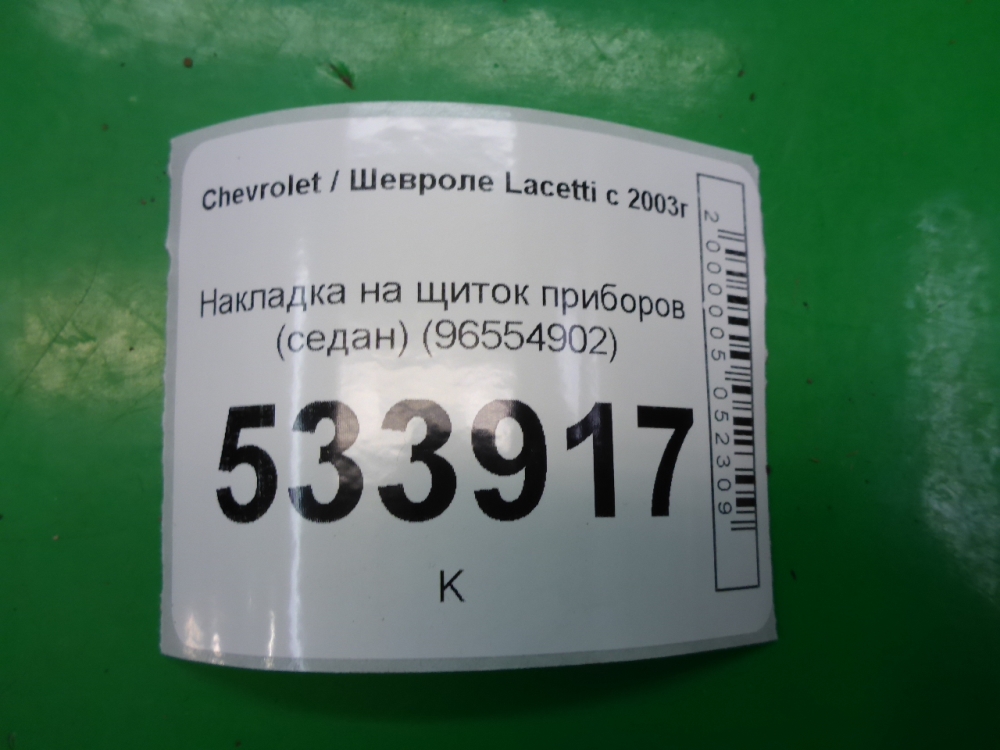 Chevrolet / Шевроле Lacetti с 2003г
Накладка на щиток приборов
(седан) (96554902)
533917
К
2000005052309